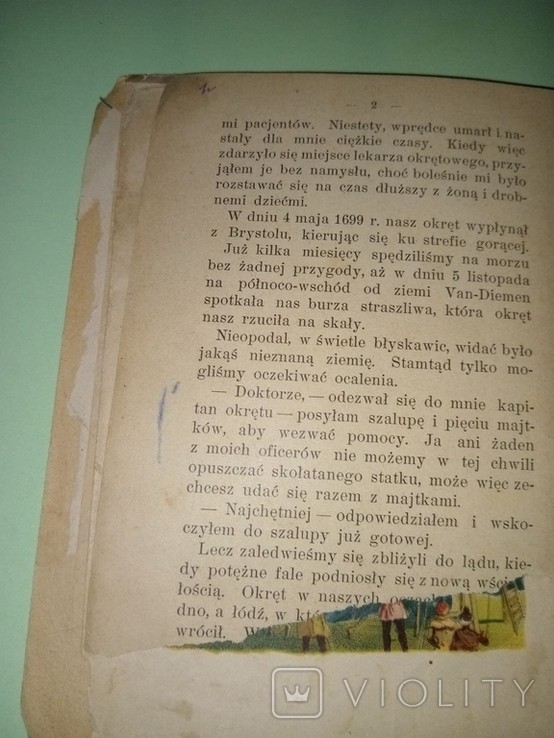 — 2 —
mi pacjentów. Niestety, wprędce umarł i na-
stały dla mnie ciężkie czasy. Kiedy więc
zdarzyło się miejsce lekarza okrętowego, przy-
jąłem je bez namysłu, choć boleśnie mi było
rozstawać się na czas dłuższy z żoną i drob-
nemi dziećmi.
W dniu 4 maja 1699 r. nasz okręt wypłynął
z Brystolu, kierując się ku strefie gorącej.
Już kilka miesięcy spędziliśmy na morzu
bez żadnej przygody, aż w dniu 5 listopada
na północo-wschód od ziemi Van-Diemen
spotkała nas burza straszliwa, która okręt
nasz rzuciła na skały.
Nieopodal, w świetle błyskawic, widać było
jakąś nieznaną ziemię. Stamtąd tylko mo-
gliśmy oczekiwać ocalenia.
— Doktorze, — odezwał się do mnie kapi-
tan okrętu — posyłam szalupę i pięciu majt-
ków, aby wezwać pomocy. Ja ani żaden
z moich oficerów nie możemy w tej chwili
opuszczać skołatanego statku, może więc ze-
chcesz udać się razem z majtkami.
— Najchętniej — odpowiedziałem i wsko-
czyłem do szalupy już gotowej.
Lecz zaledwieśmy się zbliżyli do lądu, kie-
dy potężne fale podniosły się z nową wście-
łością. Okręt w naszych oczach
dno, a łódź, w któ
wrócił.
VIOLITY